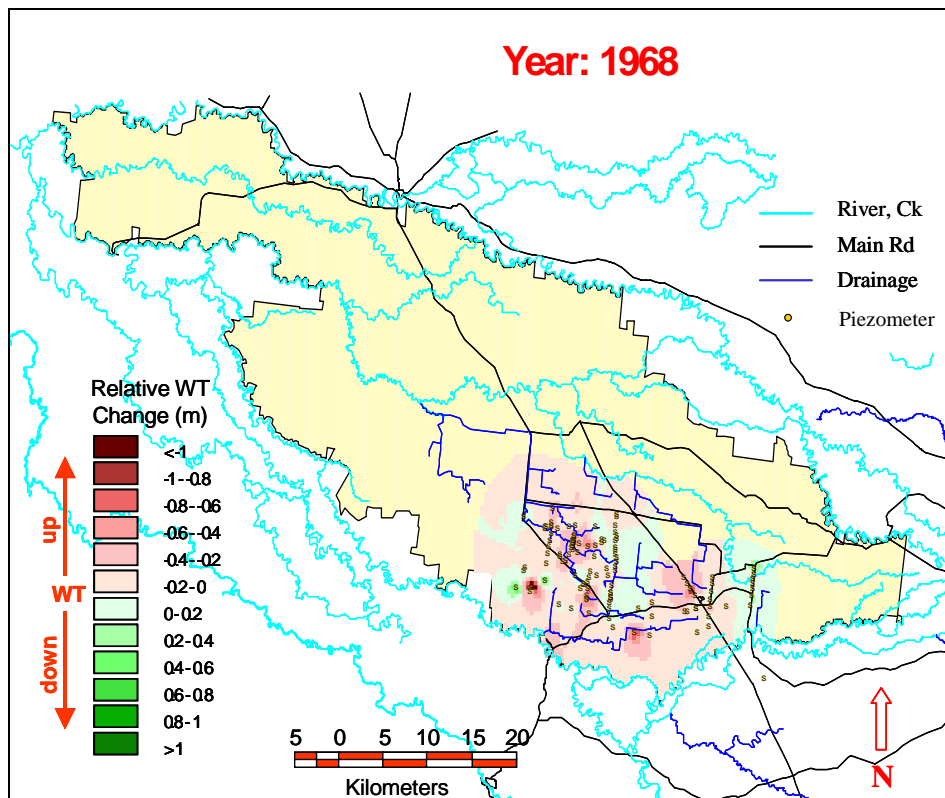 Year: 1968
River, Ck
Main Rd
Drainage
Piezometer
Relative WT
Change (m)
<-1
-1--0.8
-0.8--0.6
-0.6--0.4
-0.4--0.2
-0.2-0
0-0.2
0.2-0.4
0.4-0.6
0.6-0.8
0.8-1
>1
up
WT
down
5 0 5 10 15 20
Kilometers
N